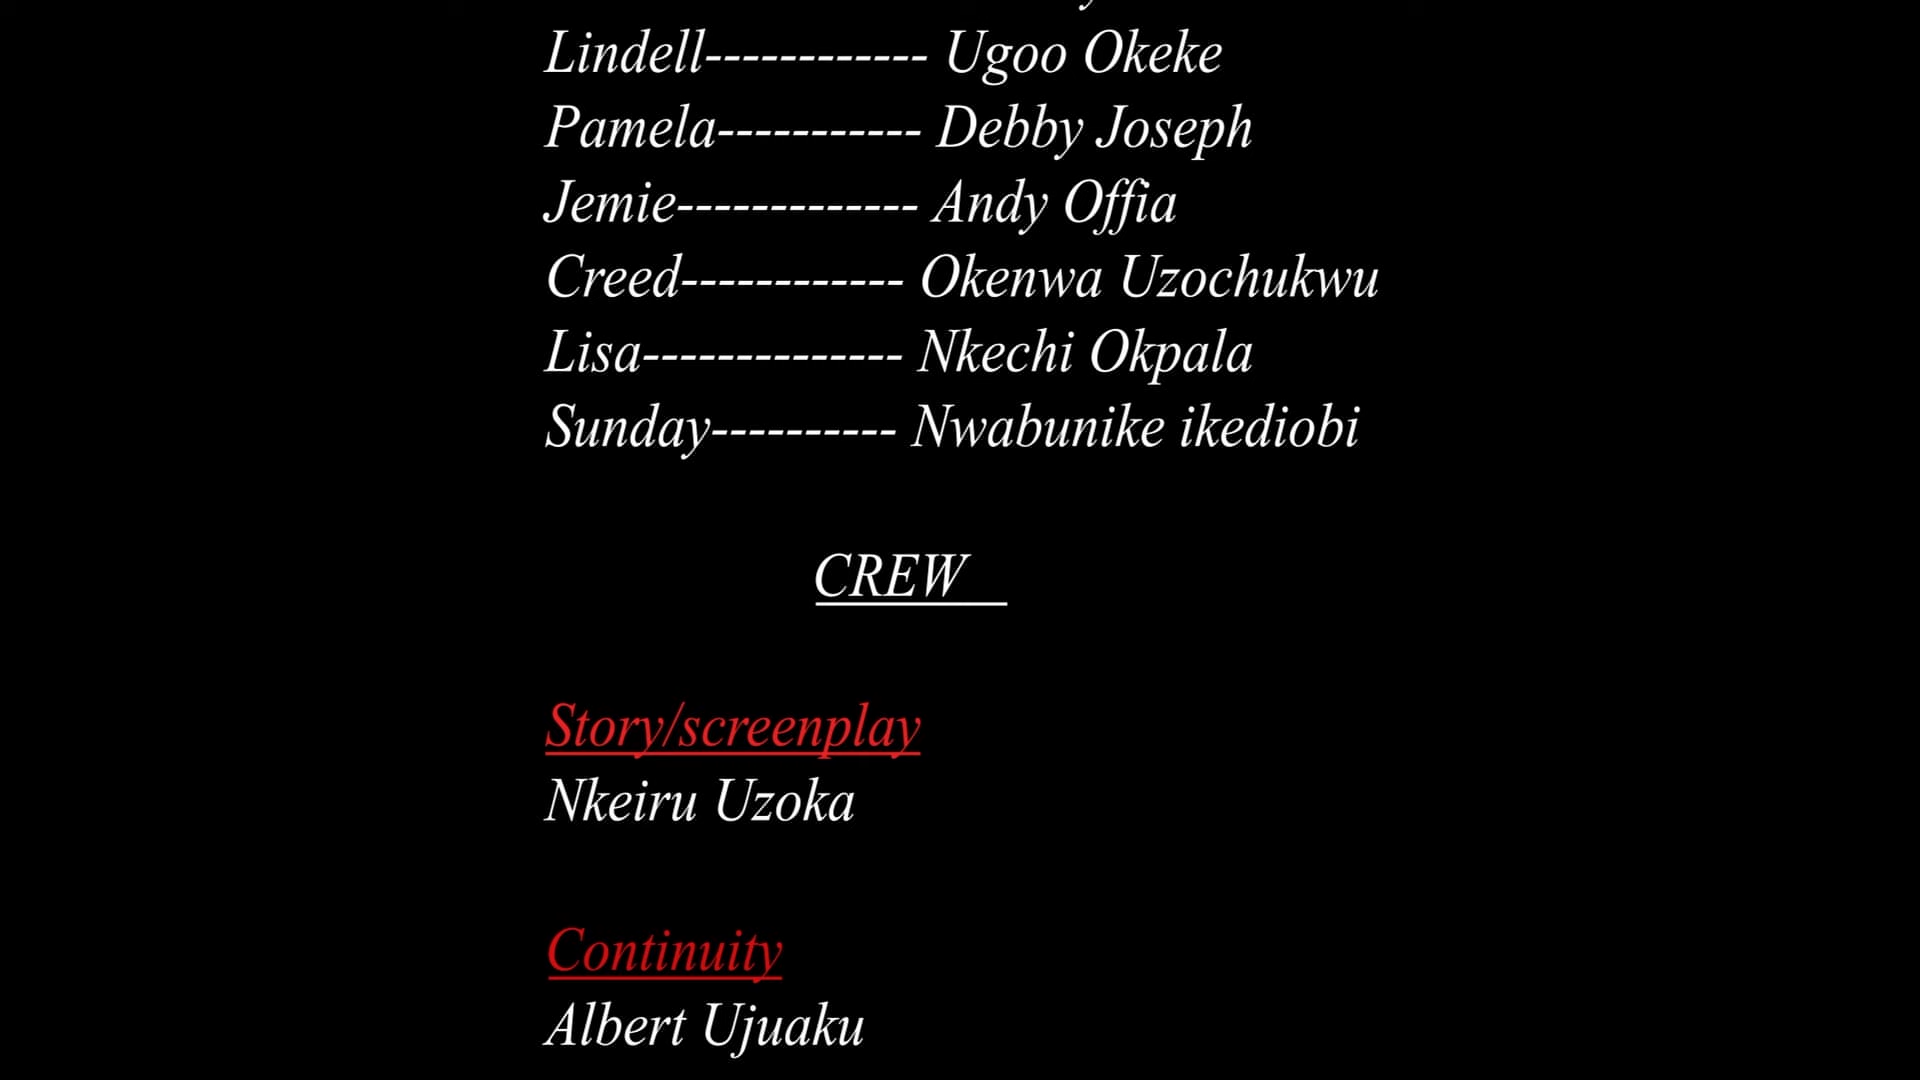 Lindell------------ Ugoo Okeke
Pamela----------- Debby Joseph
Jemie------------- Andy Offia
Creed------------ Okenwa Uzochukwu
Lisa-------------- Nkechi Okpala
Sunday---------- Nwabunike ikediobi
CREW
Story/screenplay
Nkeiru Uzoka
Continuity
Albert Ujuaku